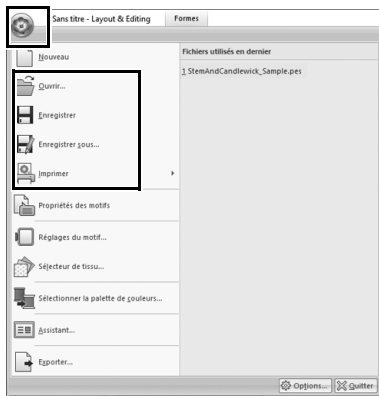 Sans titre - Layout & Editing
Formes
Nouveau
Fichiers utilisés en dernier
Ouvrir...
1 StemAndCandlewick_Sample.pes
Enregistrer
Enregistrer sous...
Imprimer
Propriétés des motifs
Réglages du motif...
Sélecteur de tissu...
Sélectionner la palette de couleurs...
Assistant...
Exporter...
Options...
Quitter